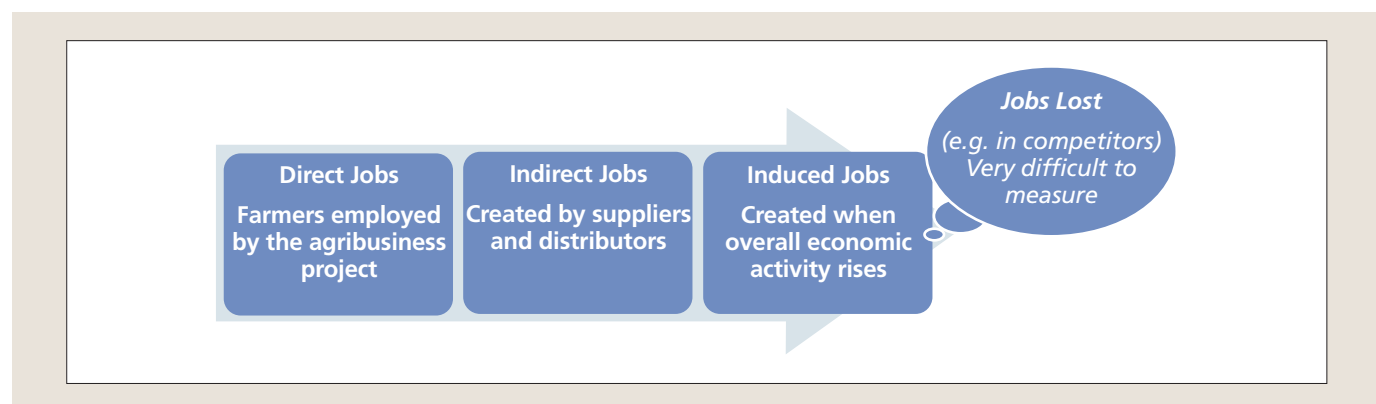 Direct Jobs
Farmers employed
by the agribusiness
project
Indirect Jobs
Created by suppliers
and distributors
Induced Jobs
Created when
overall economic
activity rises
Jobs Lost
(e.g. in competitors)
Very difficult to
measure